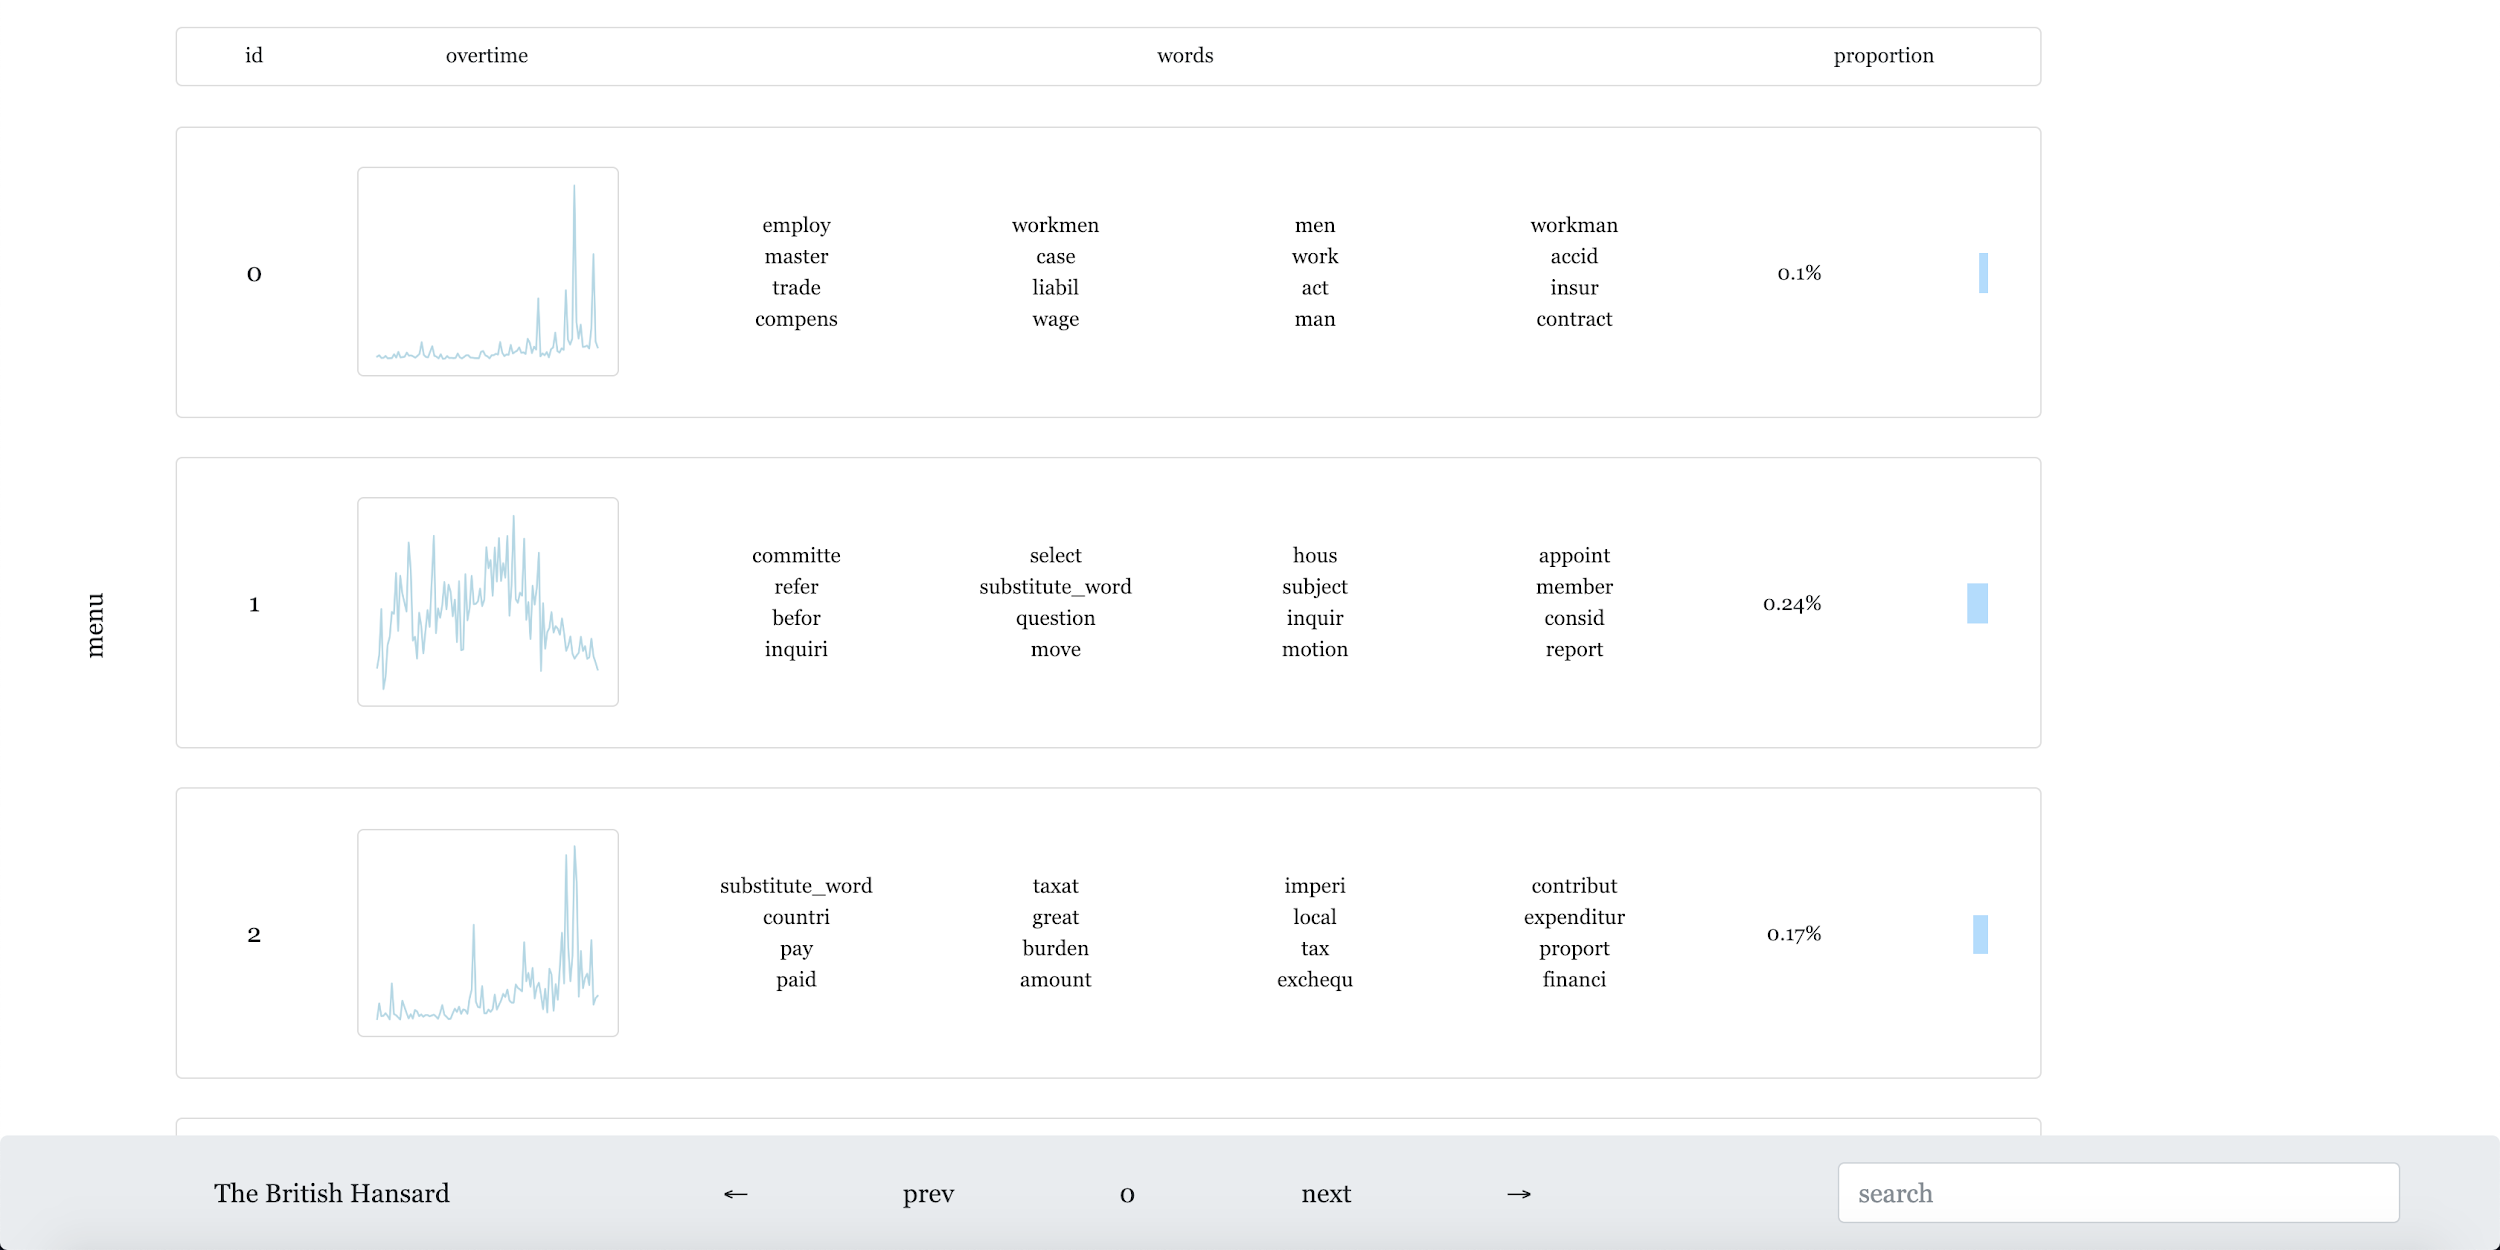 id overtime words proportion
menu
0
employ workmen men workman
master case work accid
trade liabil act insur
compens wage man contract
0.1%
1
committe select hous appoint
refer substitute_word subject member
befor question inquir consid
inquiri move motion report
0.24%
2
substitute_word taxat imperi contribut
countri great local expenditur
pay burden tax proport
paid amount exchequ financi
0.17%
The British Hansard ← prev 0 next → search